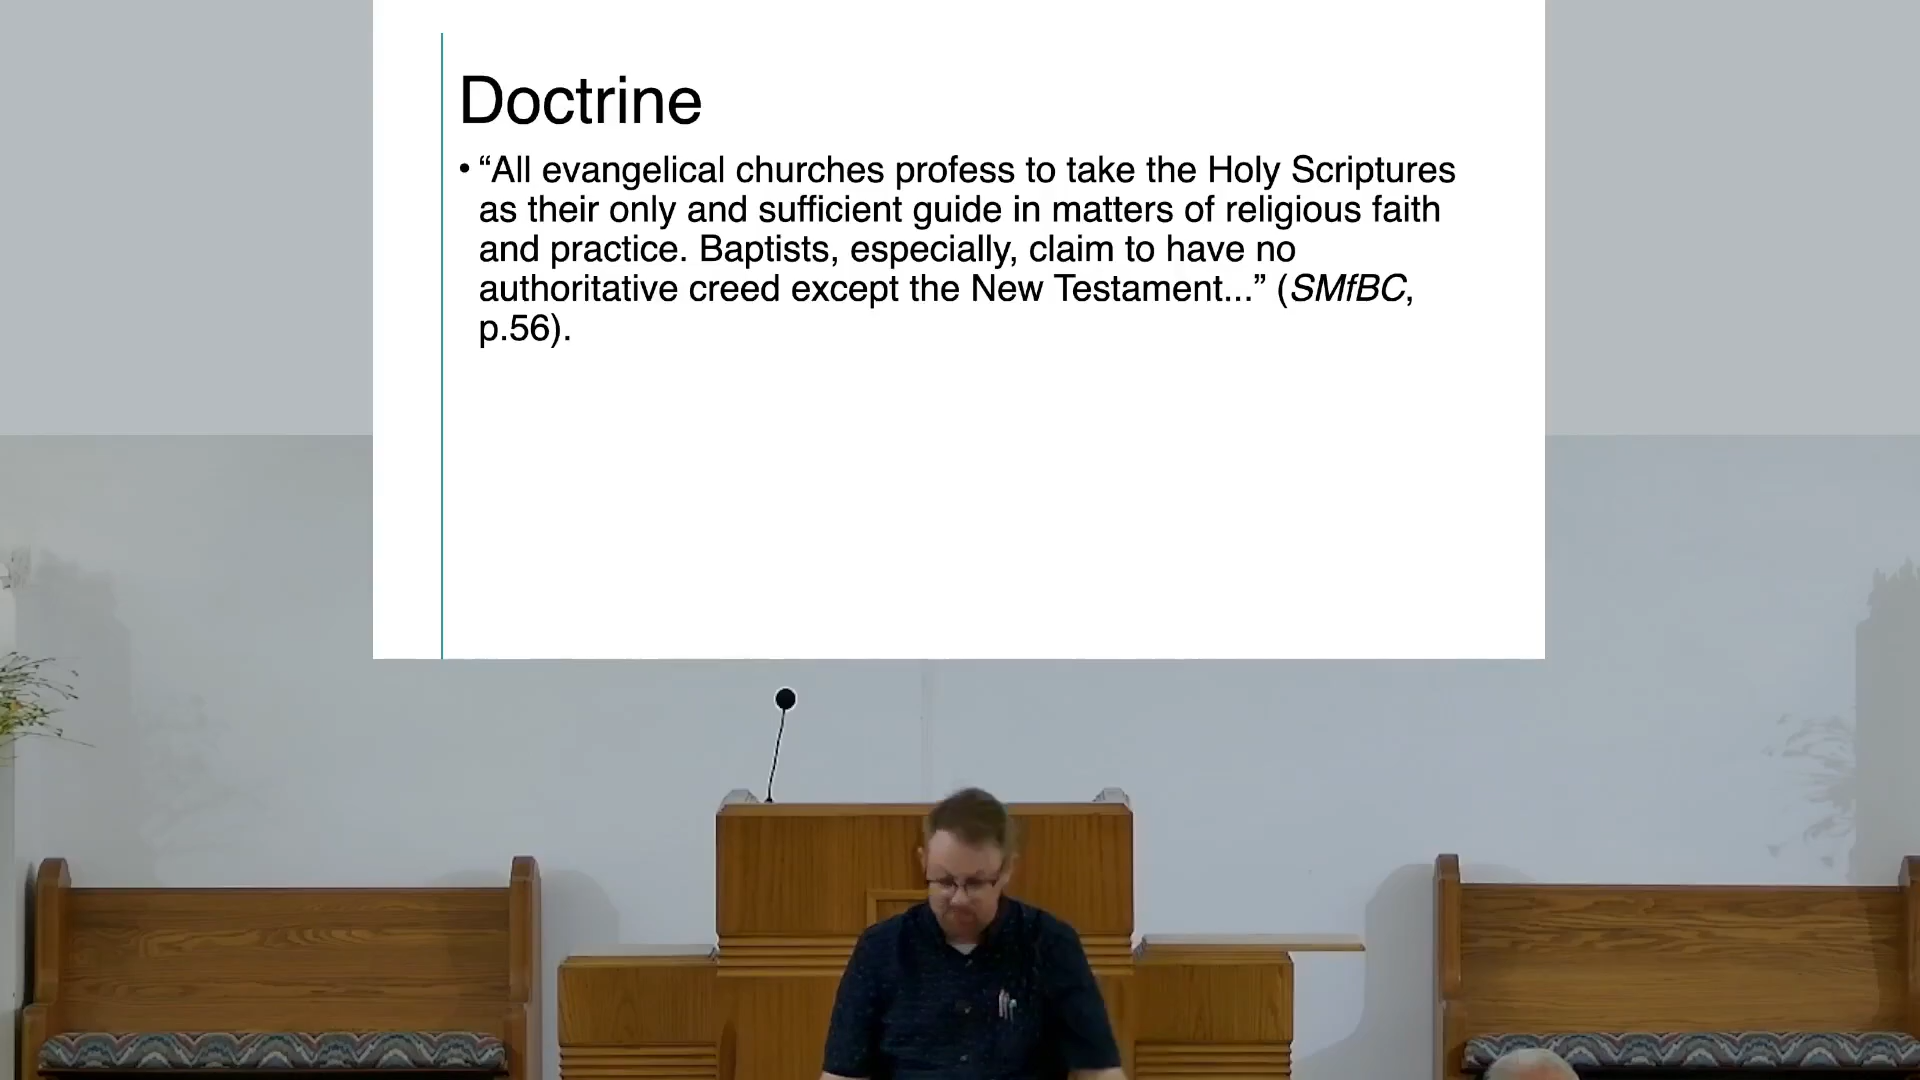 Doctrine
• “All evangelical churches profess to take the Holy Scriptures
as their only and sufficient guide in matters of religious faith
and practice. Baptists, especially, claim to have no
authoritative creed except the New Testament...” (SMfBC,
p.56).